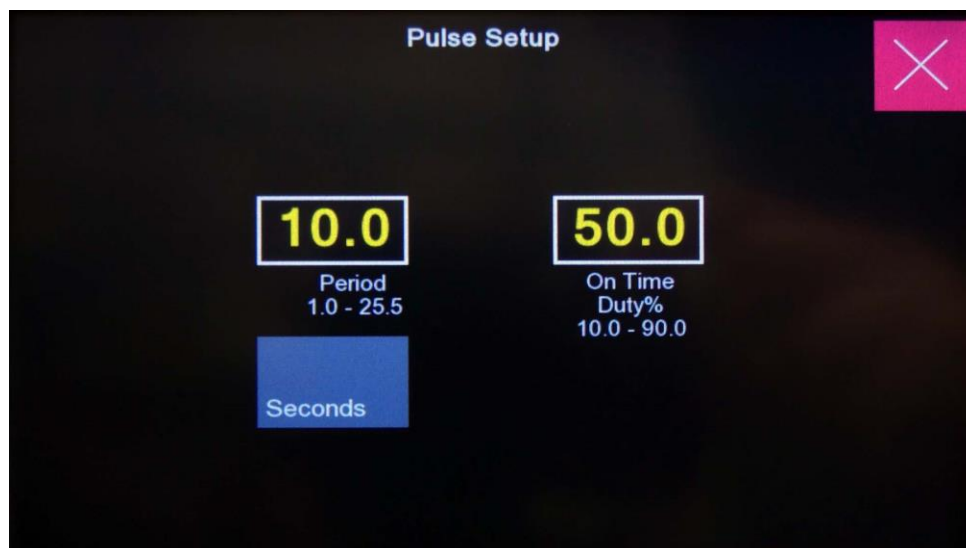 Pulse Setup
10.0
Period
1.0 - 25.5
Seconds
50.0
On Time
Duty%
10.0 - 90.0